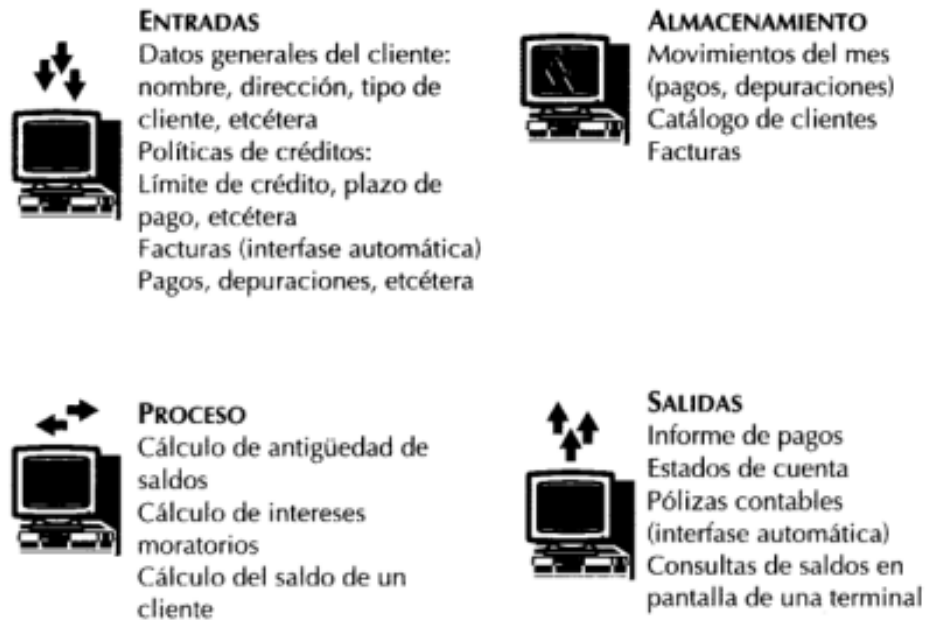 ENTRADAS
Datos generales del cliente:
nombre, dirección, tipo de
cliente, etcétera
Políticas de créditos:
Límite de crédito, plazo de
pago, etcétera
Facturas (interfase automática)
Pagos, depuraciones, etcétera
ALMACENAMIENTO
Movimientos del mes
(pagos, depuraciones)
Catálogo de clientes
Facturas
PROCESO
Cálculo de antigüedad de
saldos
Cálculo de intereses
moratorios
Cálculo del saldo de un
cliente
SALIDAS
Informe de pagos
Estados de cuenta
Pólizas contables
(interfase automática)
Consultas de saldos en
pantalla de una terminal